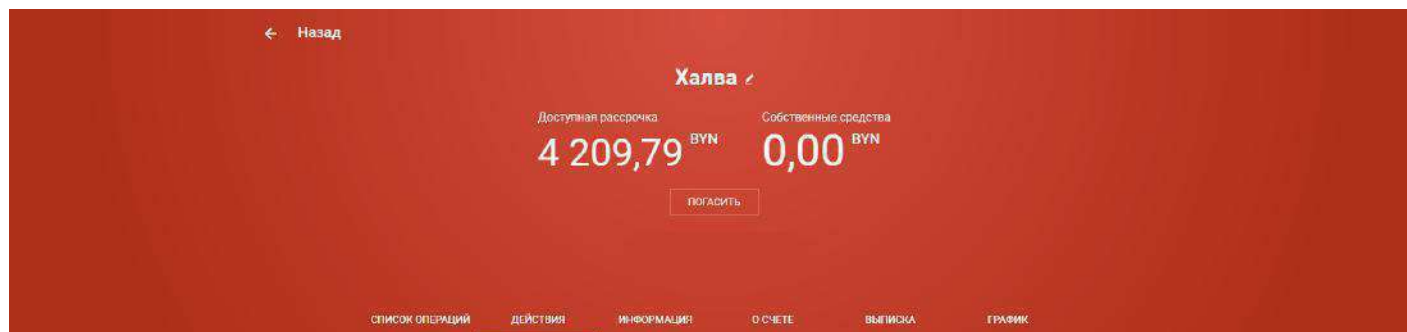 ← Назад
Халва
Доступная рассрочка Собственные средства
4 209,79 BYN 0,00 BYN
ПОГАСИТЬ
СПИСОК ОПЕРАЦИЙ ДЕЙСТВИЯ ИНФОРМАЦИЯ О СЧЕТЕ ВЫПИСКА ГРАФИК